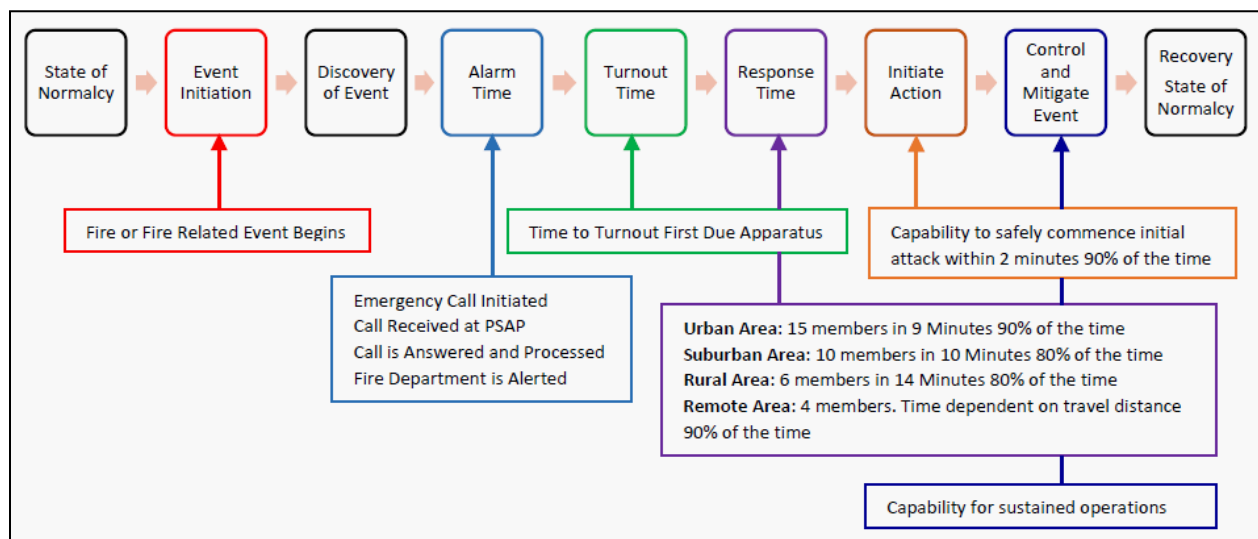 State of
Normalcy
Event
Initiation
Discovery
of Event
Alarm
Time
Turnout
Time
Response
Time
Initiate
Action
Control
and
Mitigate
Event
Recovery
State of
Normalcy
Fire or Fire Related Event Begins
Time to Turnout First Due Apparatus
Capability to safely commence initial
attack within 2 minutes 90% of the time
Emergency Call Initiated
Call Received at PSAP
Call is Answered and Processed
Fire Department is Alerted
Urban Area: 15 members in 9 Minutes 90% of the time
Suburban Area: 10 members in 10 Minutes 80% of the time
Rural Area: 6 members in 14 Minutes 80% of the time
Remote Area: 4 members. Time dependent on travel distance
90% of the time
Capability for sustained operations